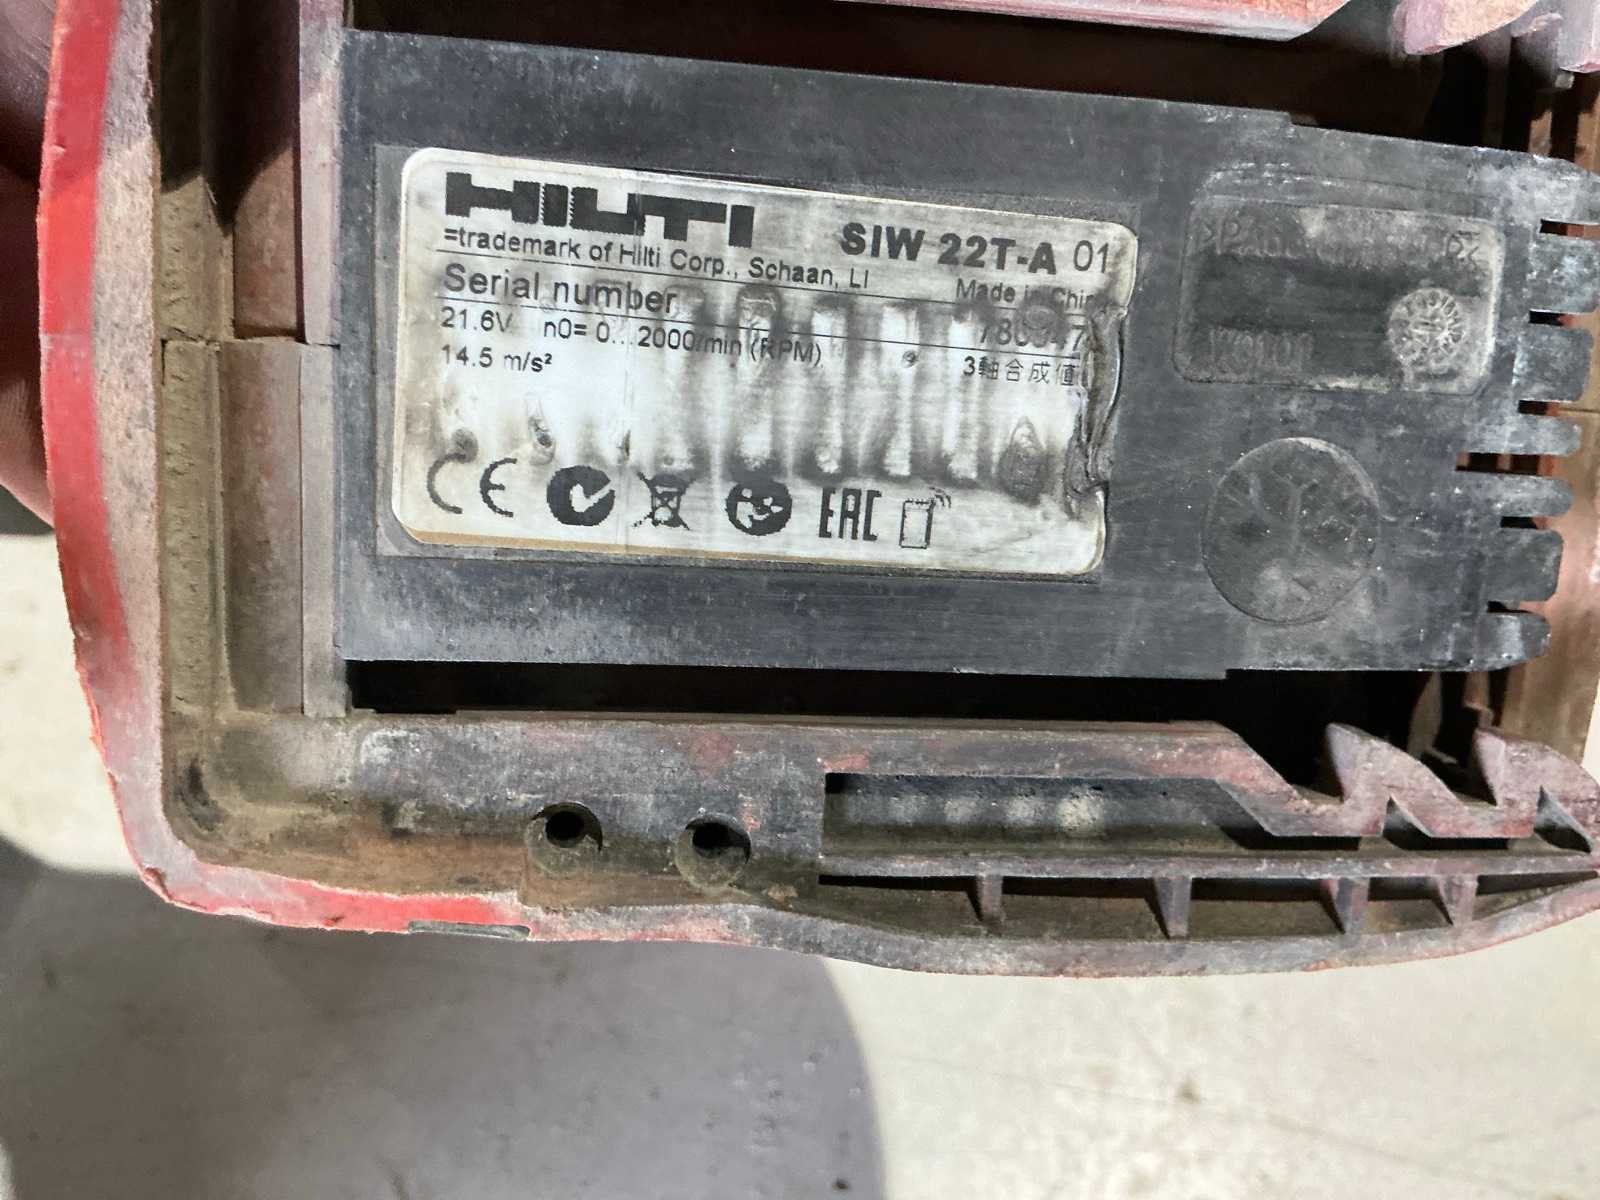 HILTI
=trademark of Hilti Corp., Schaan, LI
SIW 22T-A 01
Made in
Serial number
21.6V n0= 0...2000/min (RPM)
14.5 m/s²
3軸合成値
CE
EAC